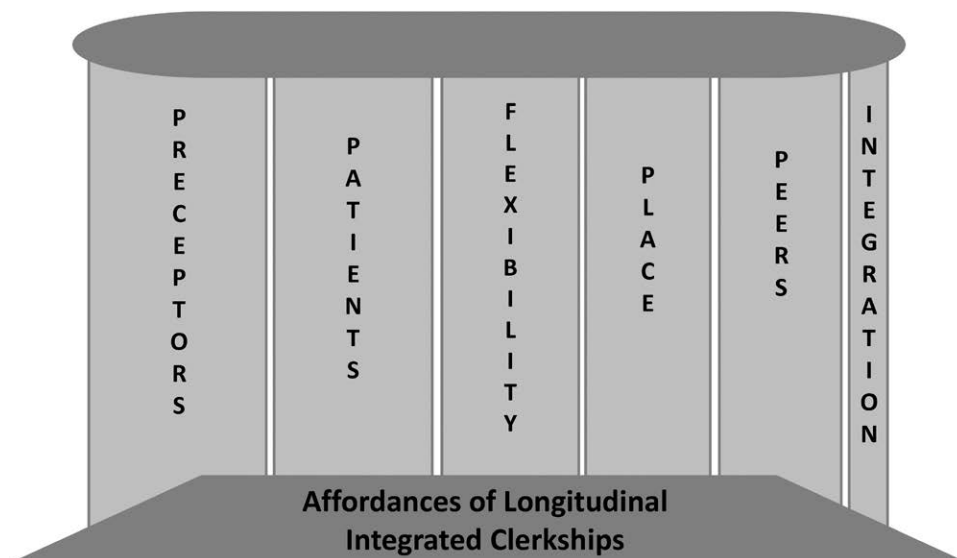 PRECEPTORS
PATIENTS
FLEXIBILITY
PLACE
PEERS
INTEGRATION
Affordances of Longitudinal
Integrated Clerkships